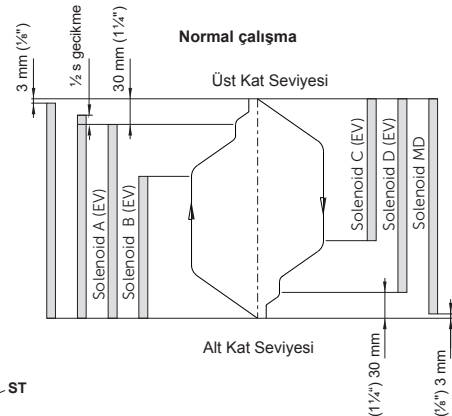 Normal çalışma
3 mm (⅛")
½ s gecikme
30 mm (1¼")
Üst Kat Seviyesi
Solenoid A (EV)
Solenoid B (EV)
Solenoid C (EV)
Solenoid D (EV)
Solenoid MD
Alt Kat Seviyesi
(1¼") 30 mm
(⅛") 3 mm
ST